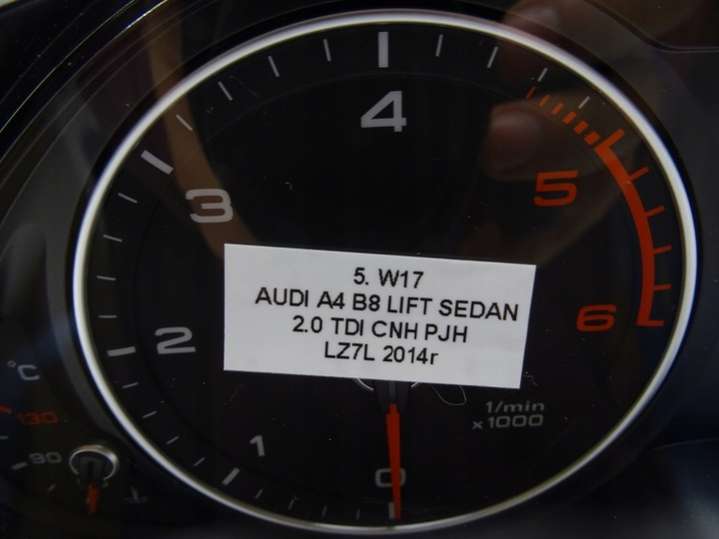 4
3
5
5. W17
AUDI A4 B8 LIFT SEDAN
2.0 TDI CNH PJH
LZ7L 2014r
6
2
°C
130
1/min
x 1000
90
1
0